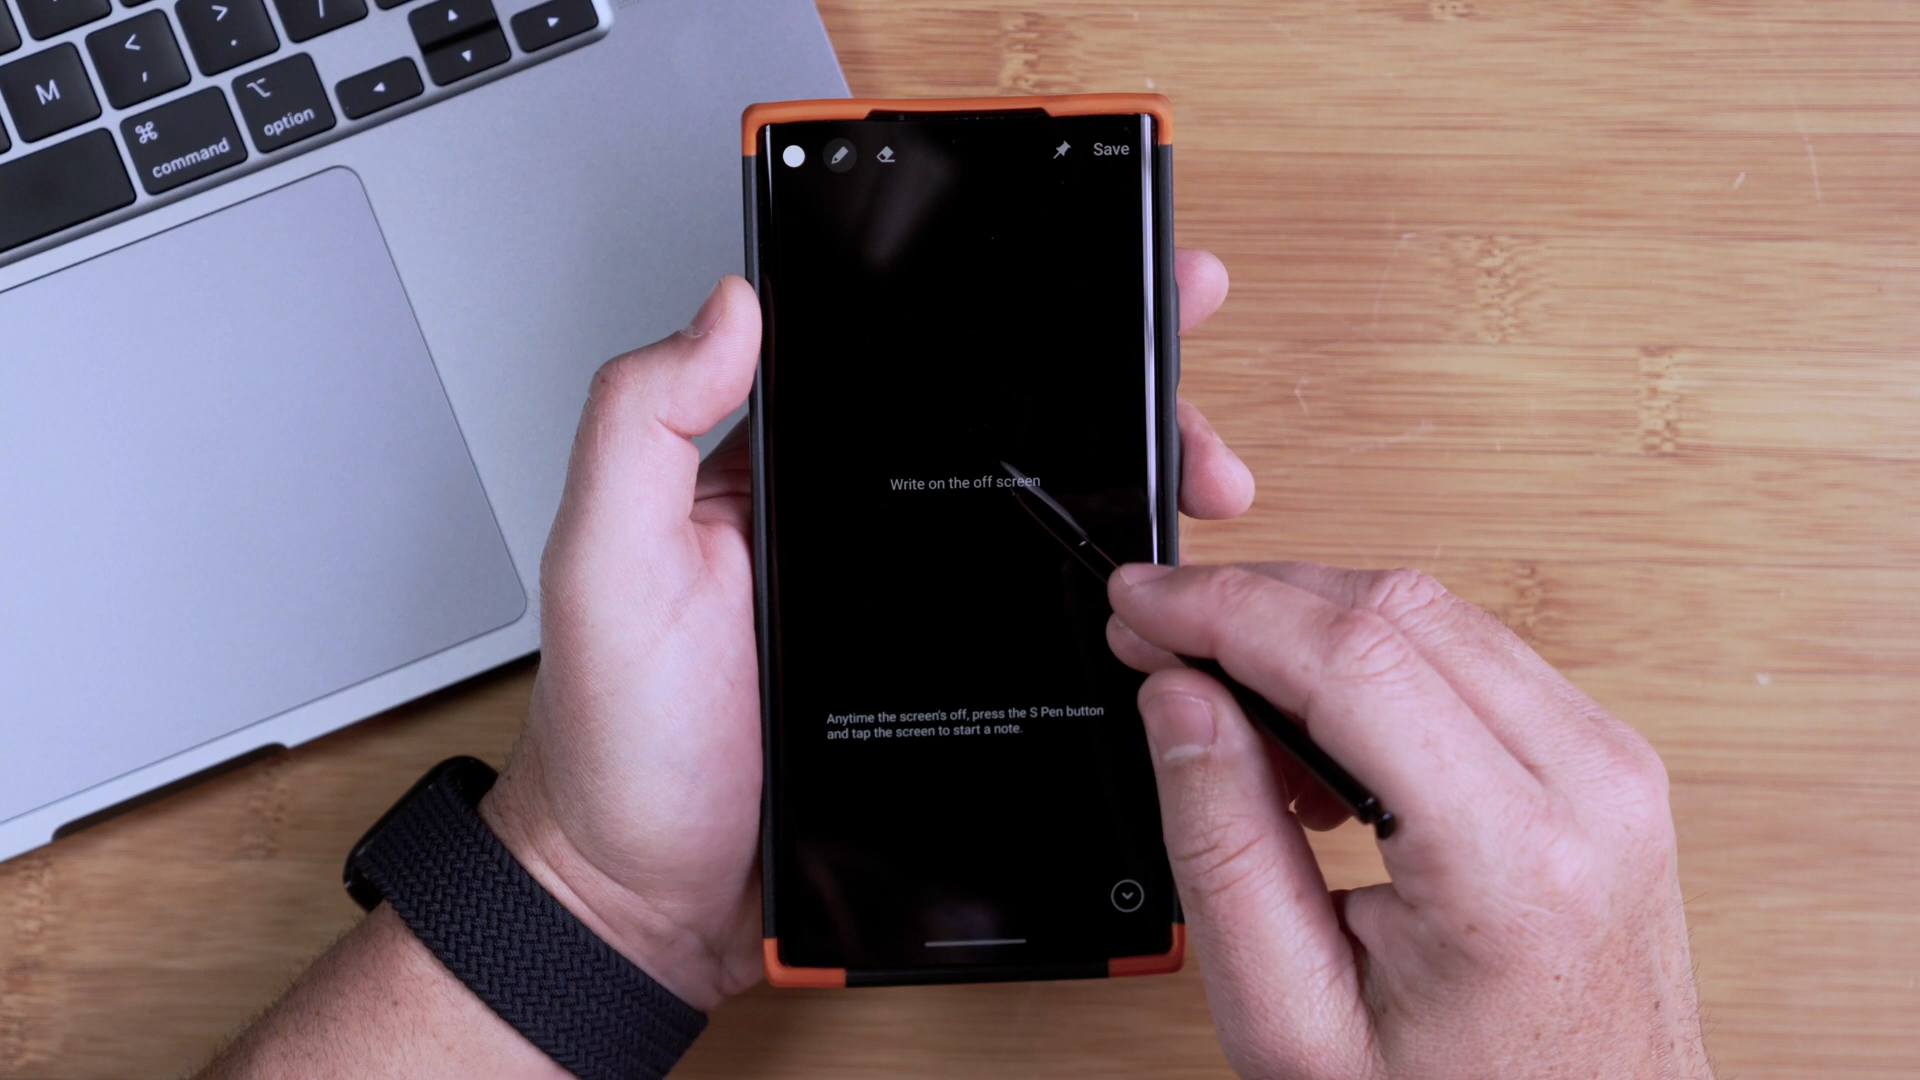 M
<
,
>
.
/
⌘
command
⌥
option
Save
Write on the off screen
Anytime the screen's off, press the S Pen button
and tap the screen to start a note.